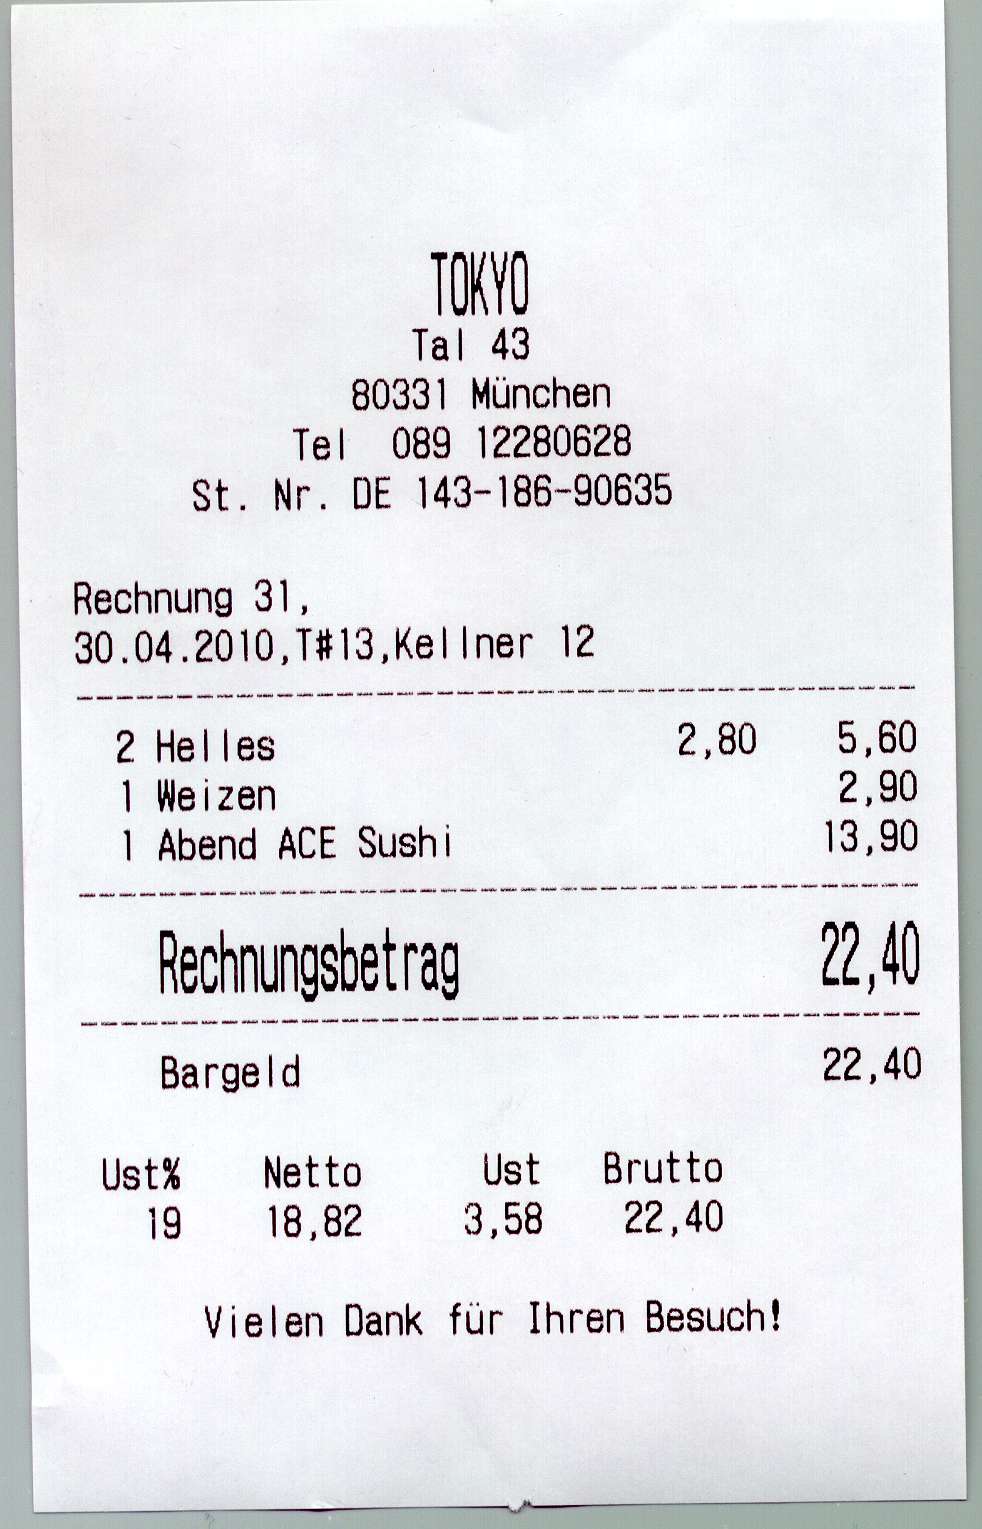 TOKYO
Tal 43
80331 München
Tel 089 12280628
St. Nr. DE 143-186-90635
Rechnung 31,
30.04.2010,T#13,Kellner 12
2 Helles 2,80 5,60
1 Weizen 2,90
1 Abend ACE Sushi 13,90
Rechnungsbetrag 22,40
Bargeld 22,40
Ust% Netto Ust Brutto
19 18,82 3,58 22,40
Vielen Dank für Ihren Besuch!